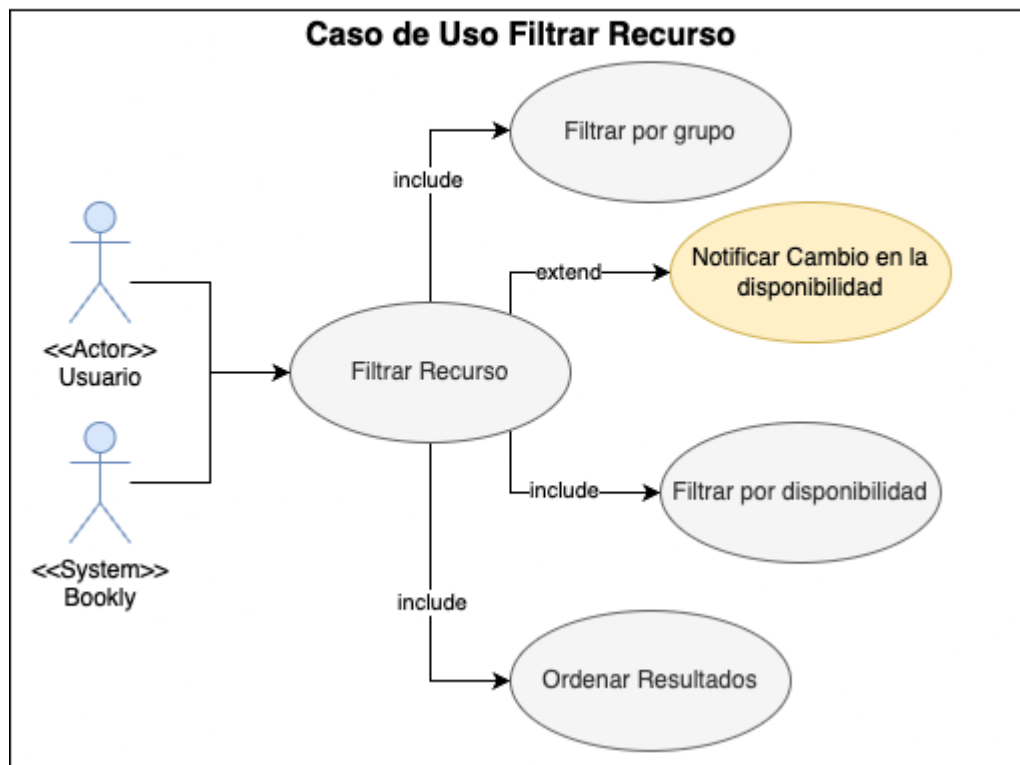 Caso de Uso Filtrar Recurso
Filtrar por grupo
include
Notificar Cambio en la
disponibilidad
extend
<<Actor>>
Usuario
Filtrar Recurso
<<System>>
Bookly
include
Filtrar por disponibilidad
include
Ordenar Resultados